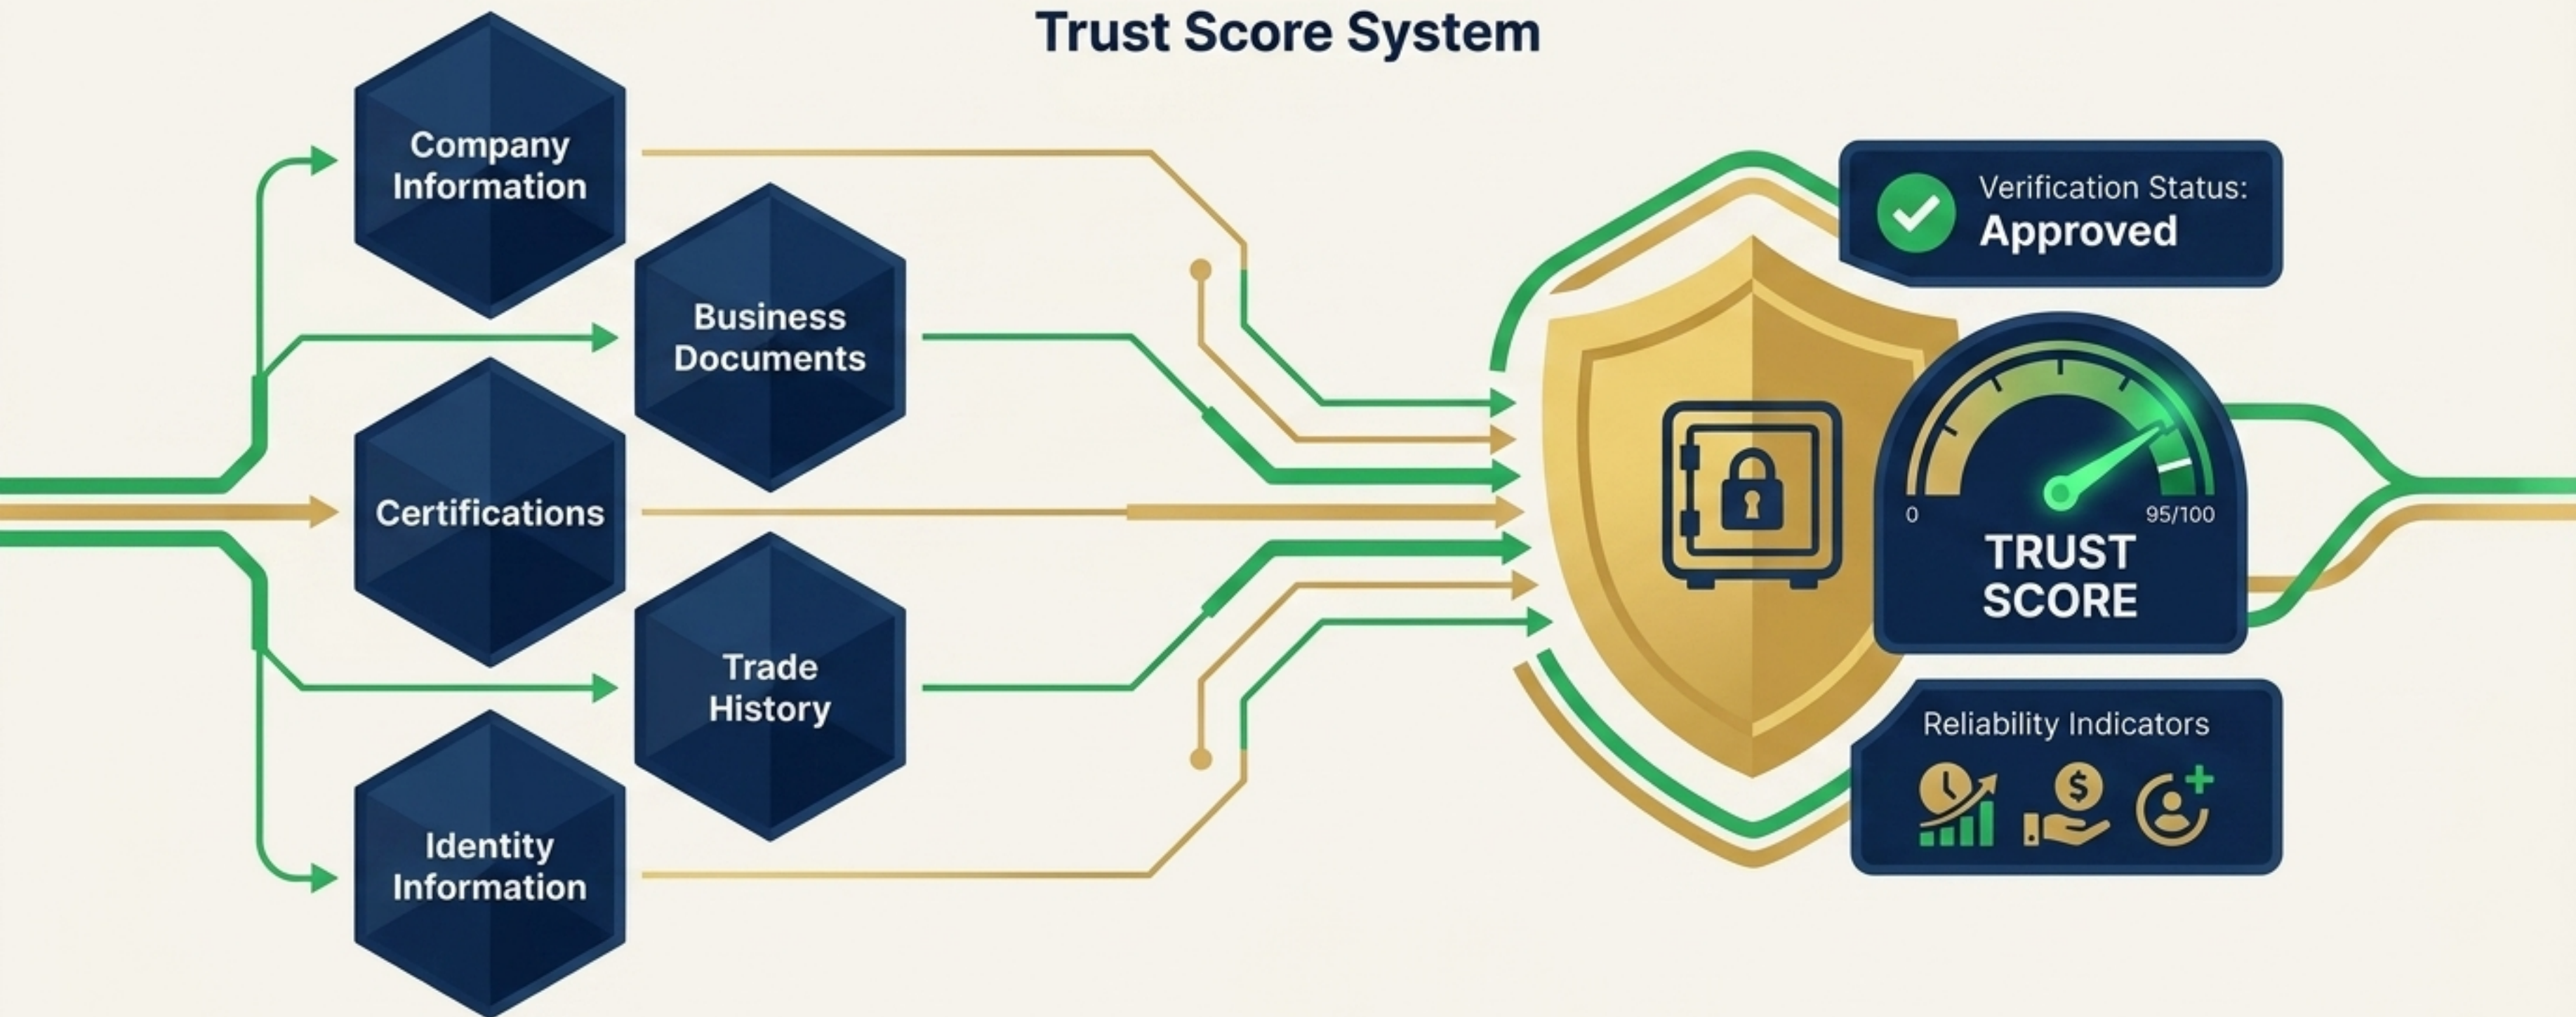 Trust Score System
Company
Information
Business
Documents
Certifications
Trade
History
Identity
Information
Verification Status:
Approved
0
95/100
TRUST
SCORE
Reliability Indicators
$